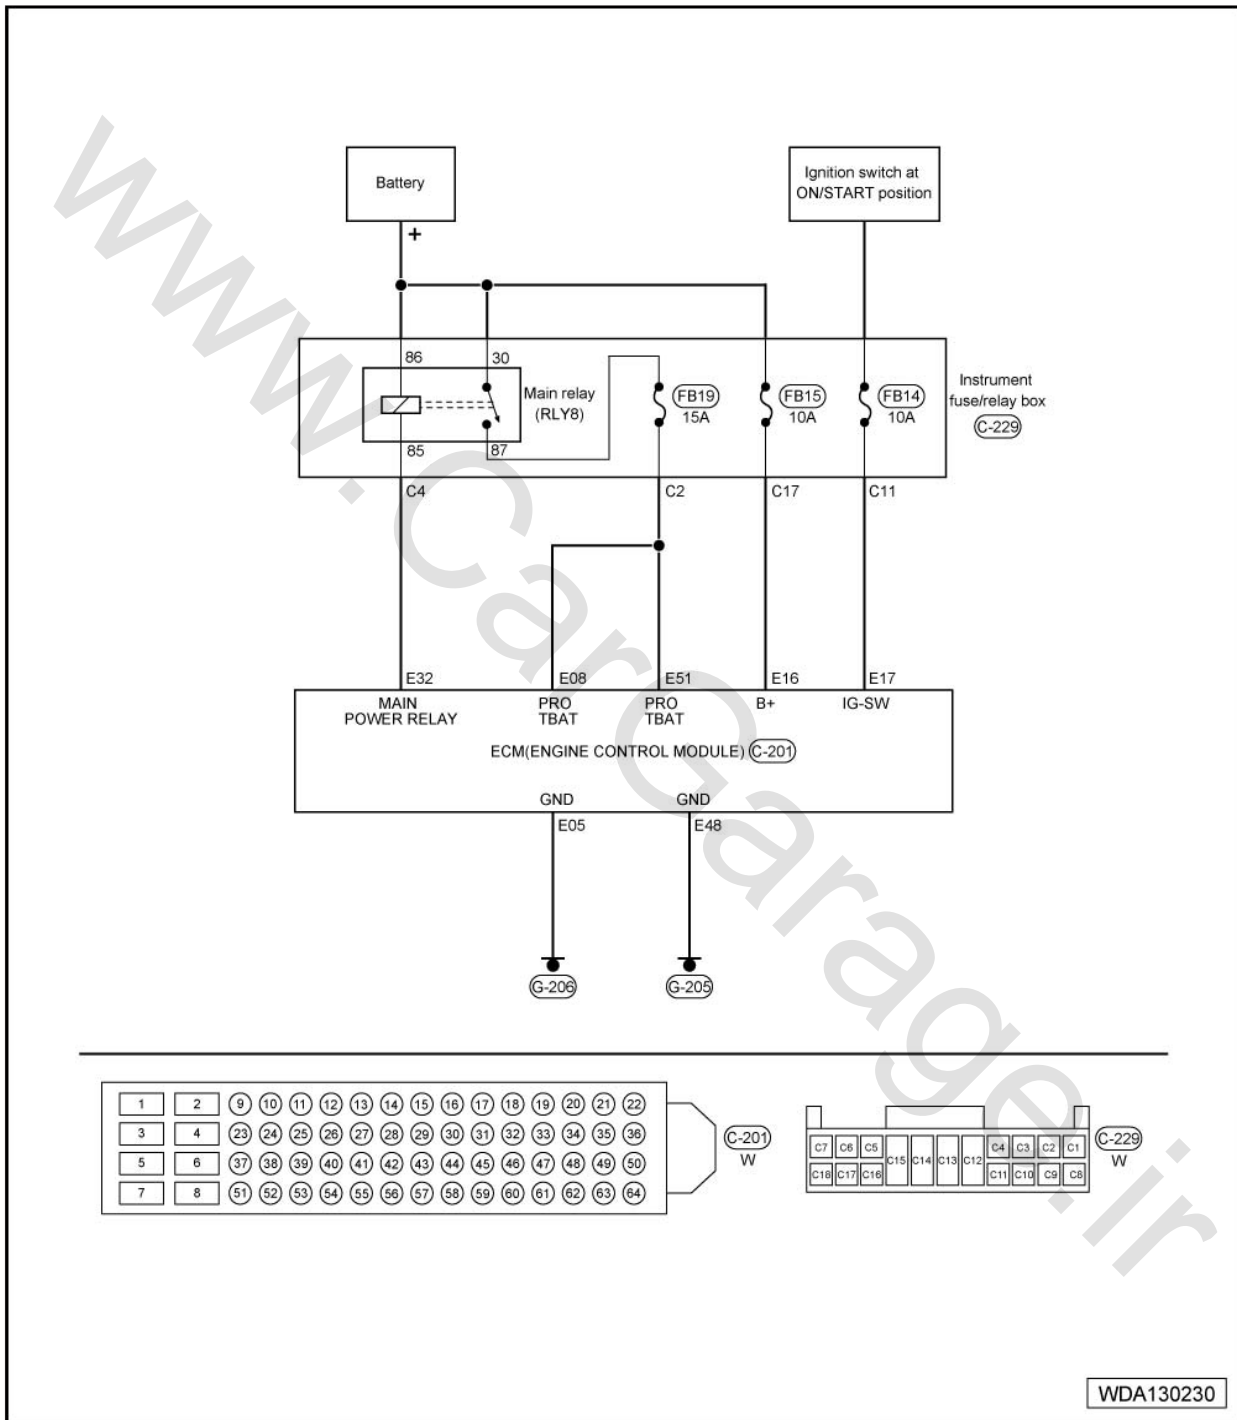 Battery
Ignition switch at
ON/START position
+
86
30
Main relay
(RLY8)
85
87
FB19
15A
FB15
10A
FB14
10A
Instrument
fuse/relay box
C-229
C4
C2
C17
C11
E32
E08
E51
E16
E17
MAIN
POWER RELAY
PRO
TBAT
PRO
TBAT
B+
IG-SW
ECM(ENGINE CONTROL MODULE) C-201
GND
GND
E05
E48
G-206
G-205
1 2 9 10 11 12 13 14 15 16 17 18 19 20 21 22
3 4 23 24 25 26 27 28 29 30 31 32 33 34 35 36
5 6 37 38 39 40 41 42 43 44 45 46 47 48 49 50
7 8 51 52 53 54 55 56 57 58 59 60 61 62 63 64
C-201
W
C7 C6 C5 C4 C3 C2 C1
C15 C14 C13 C12
C18 C17 C16 C11 C10 C9 C8
C-229
W
WDA130230
www.CarGarage.ir